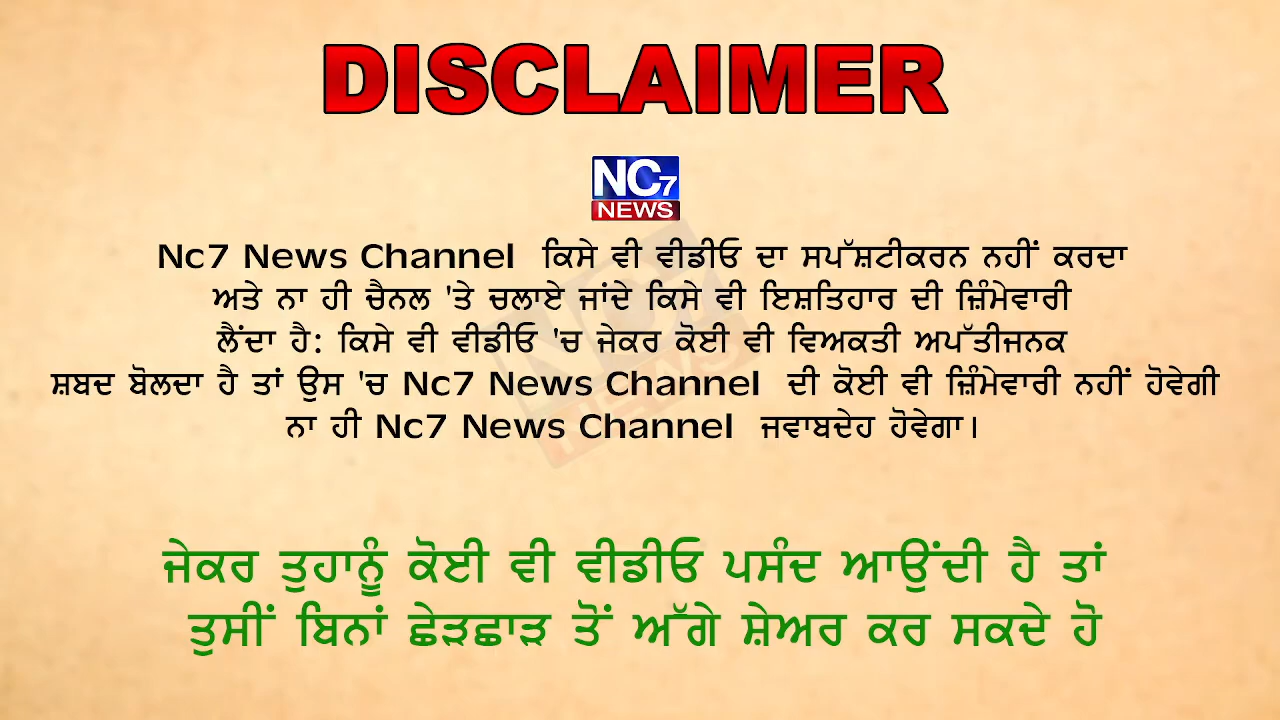 DISCLAIMER
NC7
NEWS
Nc7 News Channel ਕਿਸੇ ਵੀ ਵੀਡੀਓ ਦਾ ਸਪੱਸ਼ਟੀਕਰਨ ਨਹੀਂ ਕਰਦਾ
ਅਤੇ ਨਾ ਹੀ ਚੈਨਲ 'ਤੇ ਚਲਾਏ ਜਾਂਦੇ ਕਿਸੇ ਵੀ ਇਸ਼ਤਿਹਾਰ ਦੀ ਜ਼ਿੰਮੇਵਾਰੀ
ਲੈਂਦਾ ਹੈ: ਕਿਸੇ ਵੀ ਵੀਡੀਓ 'ਚ ਜੇਕਰ ਕੋਈ ਵੀ ਵਿਅਕਤੀ ਅਪੱਤੀਜਨਕ
ਸ਼ਬਦ ਬੋਲਦਾ ਹੈ ਤਾਂ ਉਸ 'ਚ Nc7 News Channel ਦੀ ਕੋਈ ਵੀ ਜ਼ਿੰਮੇਵਾਰੀ ਨਹੀਂ ਹੋਵੇਗੀ
ਨਾ ਹੀ Nc7 News Channel ਜਵਾਬਦੇਹ ਹੋਵੇਗਾ।
ਜੇਕਰ ਤੁਹਾਨੂੰ ਕੋਈ ਵੀ ਵੀਡੀਓ ਪਸੰਦ ਆਉਂਦੀ ਹੈ ਤਾਂ
ਤੁਸੀਂ ਬਿਨਾਂ ਛੇੜਛਾੜ ਤੋਂ ਅੱਗੇ ਸ਼ੇਅਰ ਕਰ ਸਕਦੇ ਹੋ